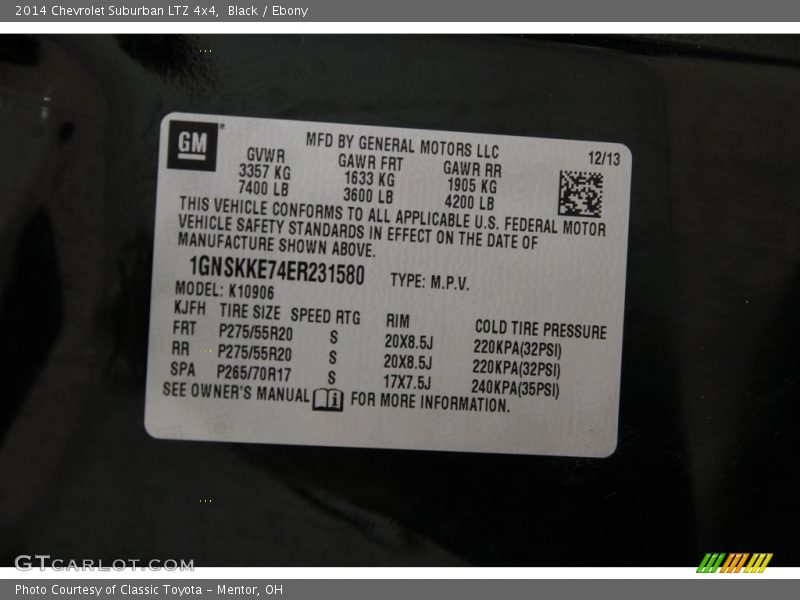 2014 Chevrolet Suburban LTZ 4x4, Black / Ebony
GM
MFD BY GENERAL MOTORS LLC
12/13
GVWR GAWR FRT GAWR RR
3357 KG 1633 KG 1905 KG
7400 LB 3600 LB 4200 LB
THIS VEHICLE CONFORMS TO ALL APPLICABLE U.S. FEDERAL MOTOR
VEHICLE SAFETY STANDARDS IN EFFECT ON THE DATE OF
MANUFACTURE SHOWN ABOVE.
1GNSKKE74ER231580 TYPE: M.P.V.
MODEL: K10906
KJFH TIRE SIZE SPEED RTG RIM COLD TIRE PRESSURE
FRT P275/55R20 S 20X8.5J 220KPA(32PSI)
RR P275/55R20 S 20X8.5J 220KPA(32PSI)
SPA P265/70R17 S 17X7.5J 240KPA(35PSI)
SEE OWNER'S MANUAL FOR MORE INFORMATION.
GTCARLOT.COM
Photo Courtesy of Classic Toyota - Mentor, OH